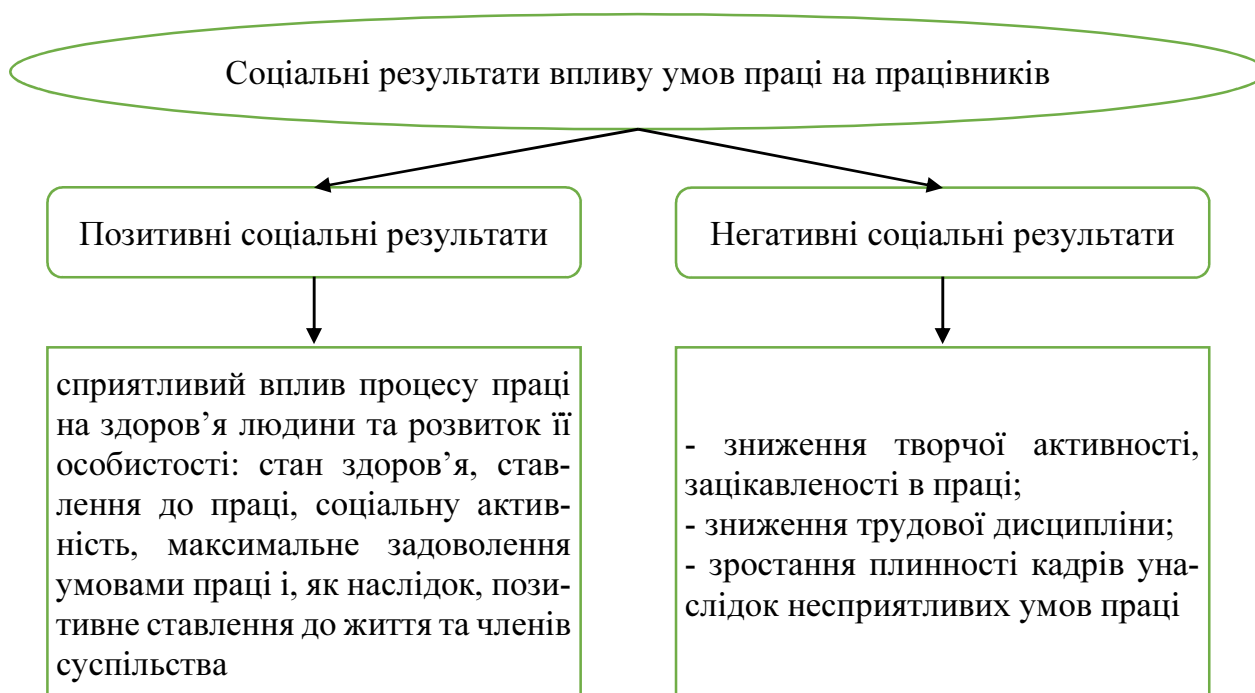 Соціальні результати впливу умов праці на працівників
Позитивні соціальні результати
Негативні соціальні результати
сприятливий вплив процесу праці
на здоров’я людини та розвиток її
особистості: стан здоров’я, став-
лення до праці, соціальну актив-
ність, максимальне задоволення
умовами праці і, як наслідок, пози-
тивне ставлення до життя та членів
суспільства
- зниження творчої активності,
зацікавленості в праці;
- зниження трудової дисципліни;
- зростання плинності кадрів уна-
слідок несприятливих умов праці